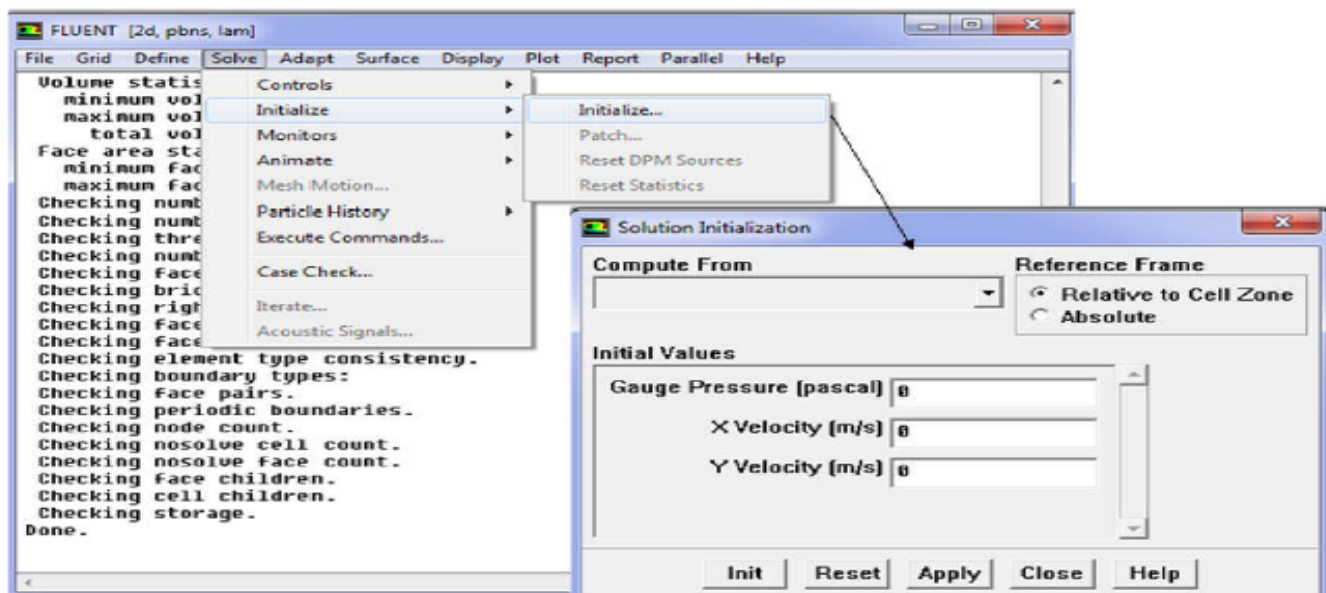 FLUENT [2d, pbns, lam]
File Grid Define Solve Adapt Surface Display Plot Report Parallel Help
Volume statis
minimum vol
maximum vol
total vol
Face area sta
minimum fac
maximum fac
Checking numb
Checking numb
Checking thre
Checking numb
Checking face
Checking bric
Checking righ
Checking face
Checking face
Checking element type consistency.
Checking boundary types:
Checking face pairs.
Checking periodic boundaries.
Checking node count.
Checking nosolve cell count.
Checking nosolve face count.
Checking face children.
Checking cell children.
Checking storage.
Done.
Controls
Initialize
Monitors
Animate
Mesh Motion...
Particle History
Execute Commands...
Case Check...
Iterate...
Acoustic Signals...
Initialize...
Patch...
Reset DPM Sources
Reset Statistics
Solution Initialization
Compute From
Reference Frame
Relative to Cell Zone
Absolute
Initial Values
Gauge Pressure (pascal) 0
X Velocity (m/s) 0
Y Velocity (m/s) 0
Init Reset Apply Close Help